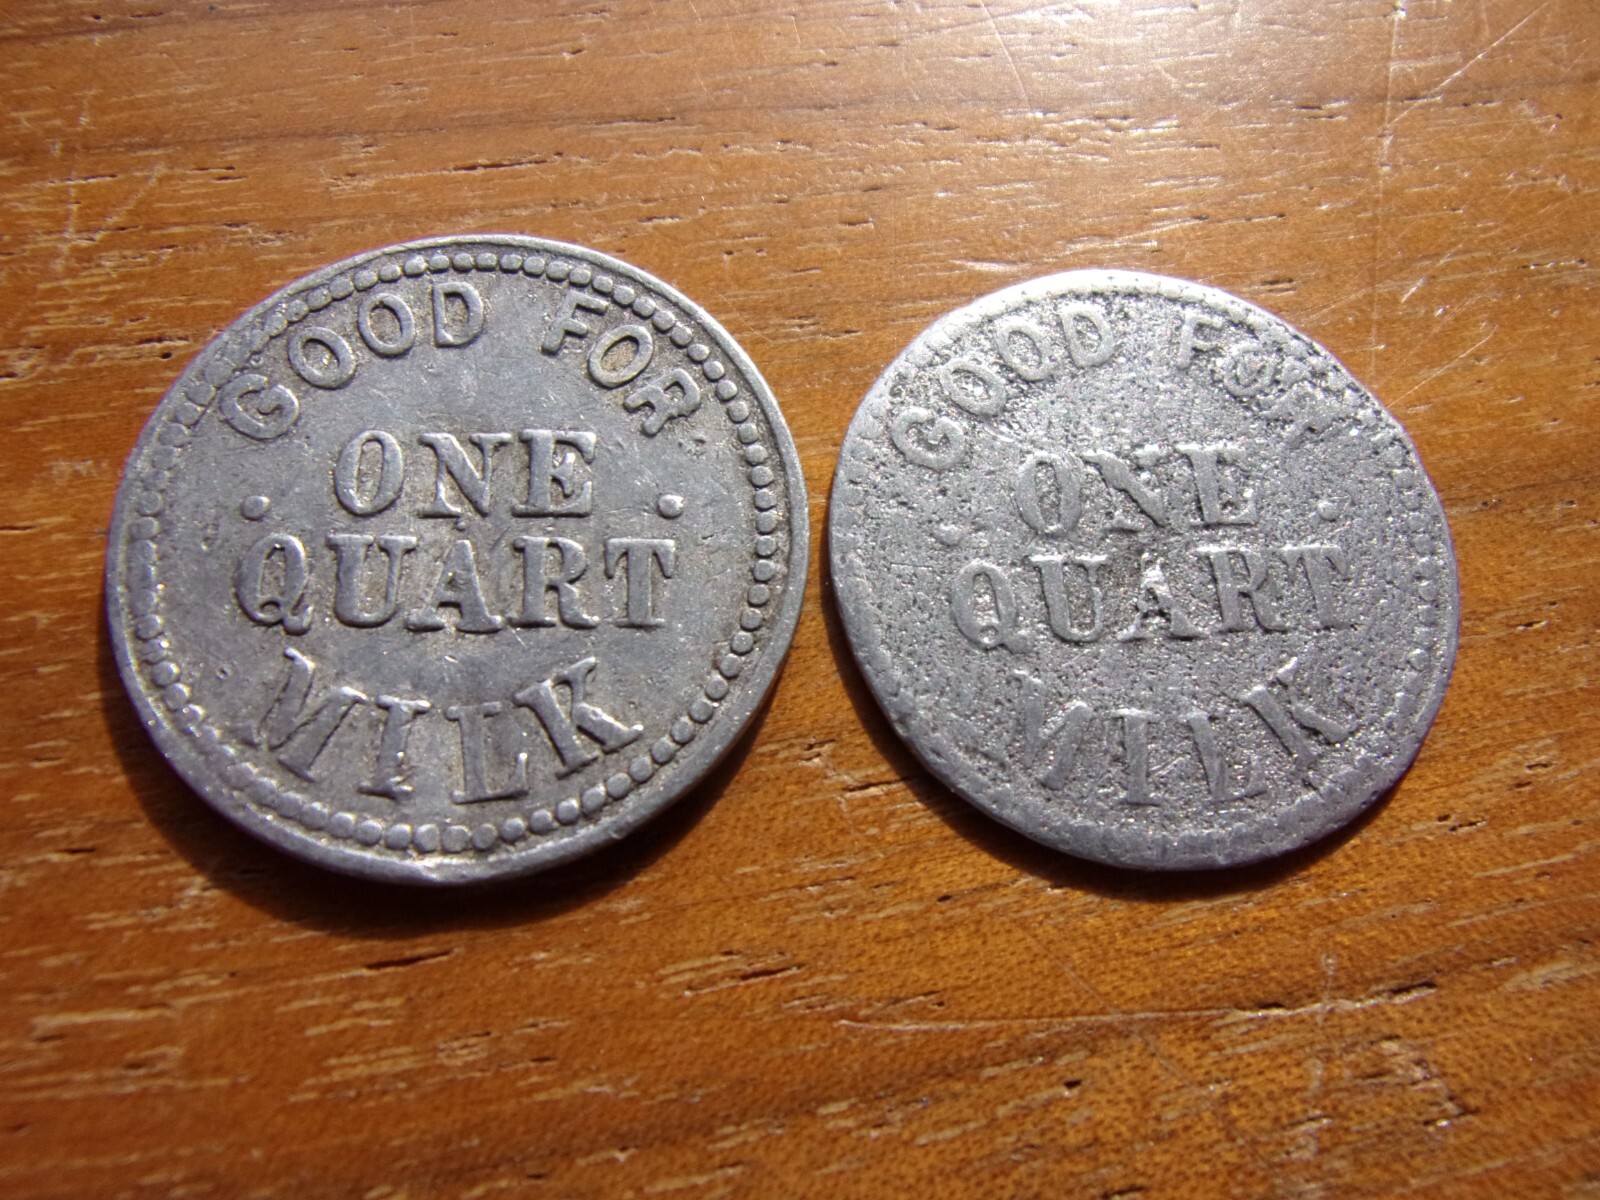 GOOD FOR
· ONE ·
QUART
MILK
GOOD FOR
· ONE ·
QUART
MILK